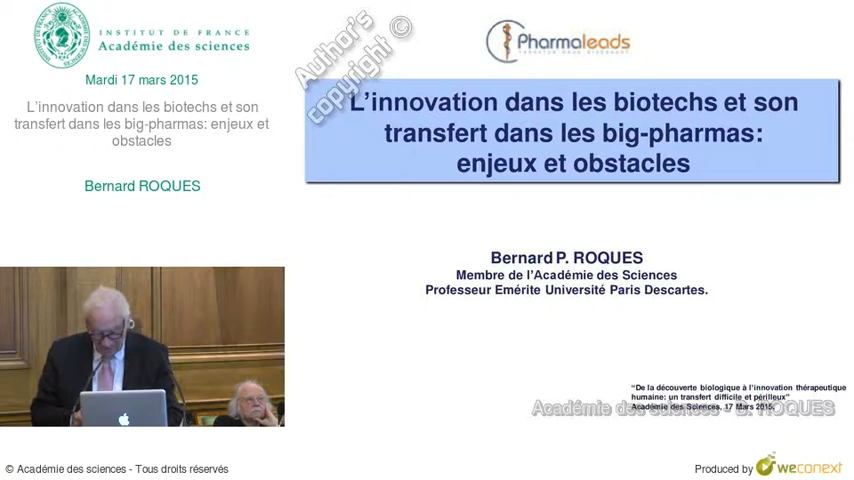 INSTITUT DE FRANCE
Académie des sciences
Mardi 17 mars 2015
L'innovation dans les biotechs et son
transfert dans les big-pharmas: enjeux et
obstacles
Bernard ROQUES
Author's
copyright ©
Pharmaleads
L'innovation dans les biotechs et son
transfert dans les big-pharmas:
enjeux et obstacles
Bernard P. ROQUES
Membre de l'Académie des Sciences
Professeur Emérite Université Paris Descartes.
“De la découverte biologique à l'innovation thérapeutique
humaine: un transfert difficile et périlleux”
Académie des Sciences. 17 Mars 2015.
Académie des sciences - B. ROQUES
© Académie des sciences - Tous droits réservés
Produced by weconext